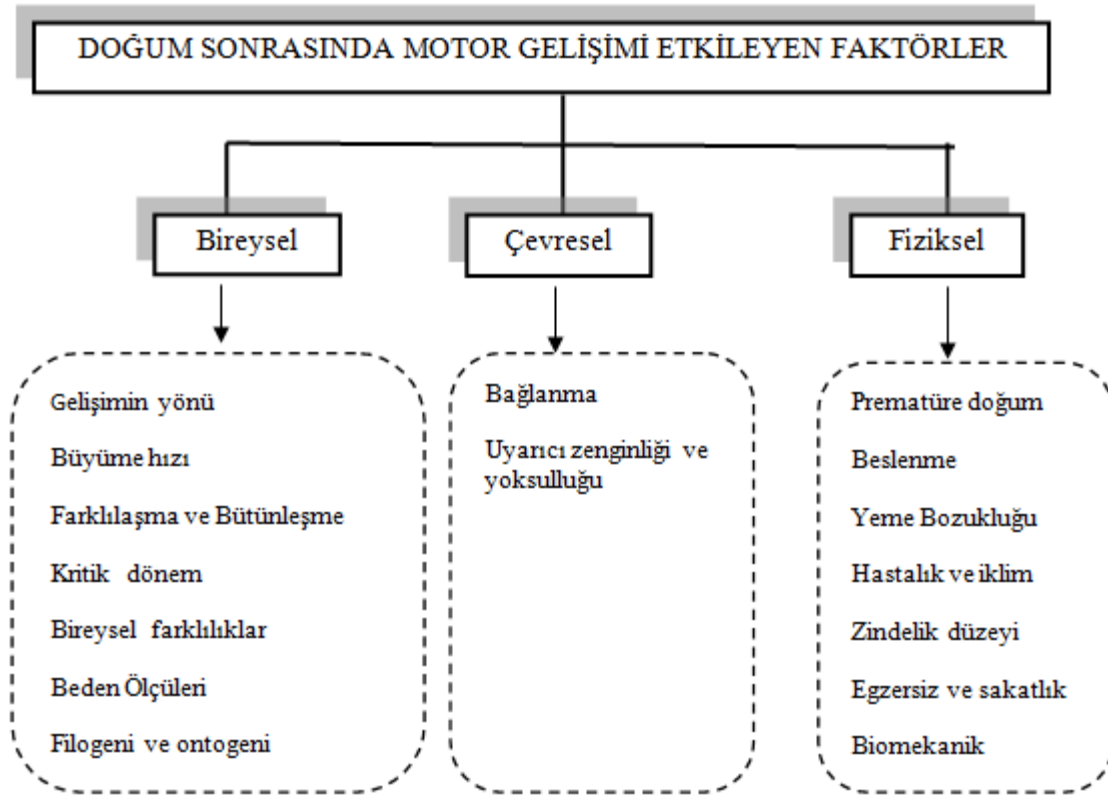 DOĞUM SONRASINDA MOTOR GELİŞİMİ ETKİLEYEN FAKTÖRLER
Bireysel
Gelişimin yönü
Büyüme hızı
Farklılaşma ve Bütünleşme
Kritik dönem
Bireysel farklılıklar
Beden Ölçüleri
Filogeni ve ontogeni
Çevresel
Bağlanma
Uyarıcı zenginliği ve
yoksulluğu
Fiziksel
Prematüre doğum
Beslenme
Yeme Bozukluğu
Hastalık ve iklim
Zindelik düzeyi
Egzersiz ve sakatlık
Biomekanik